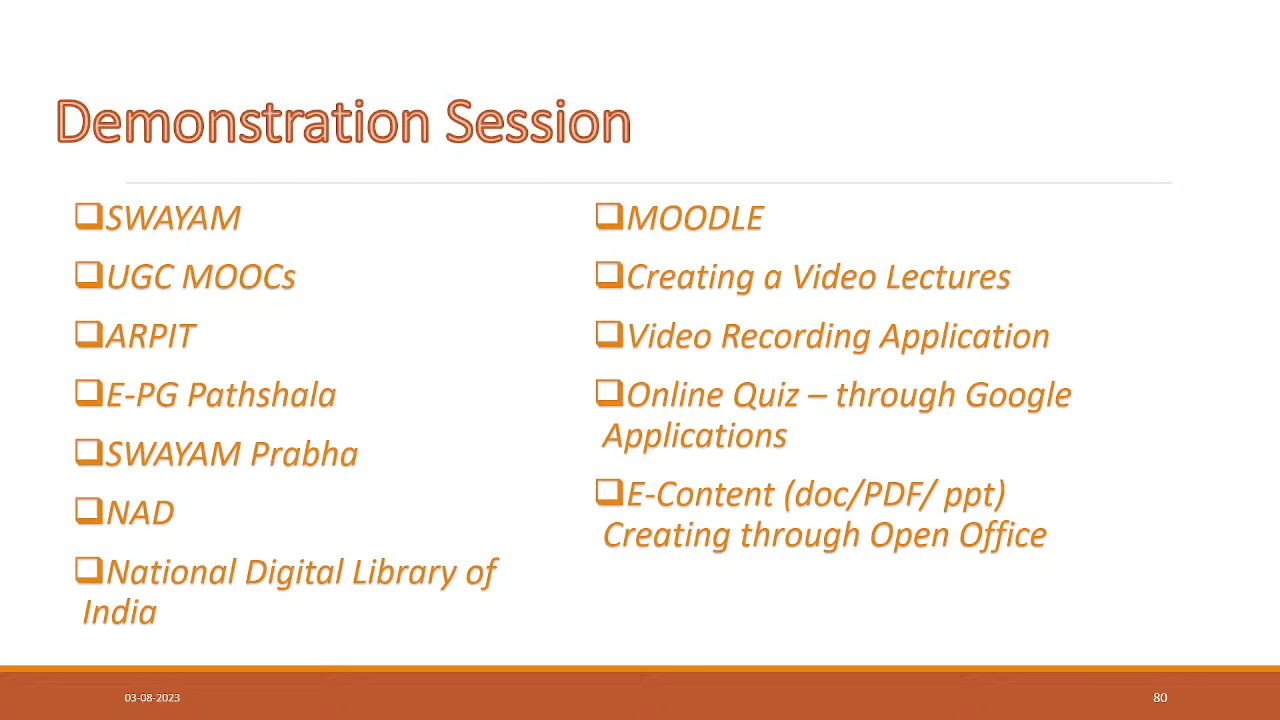 Demonstration Session
❑SWAYAM
❑UGC MOOCs
❑ARPIT
❑E-PG Pathshala
❑SWAYAM Prabha
❑NAD
❑National Digital Library of
India
❑MOODLE
❑Creating a Video Lectures
❑Video Recording Application
❑Online Quiz – through Google
Applications
❑E-Content (doc/PDF/ ppt)
Creating through Open Office
03-08-2023
80